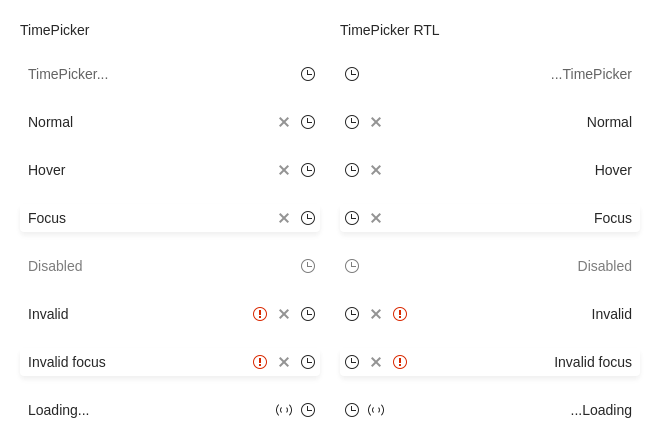 TimePicker
TimePicker...
Normal
Hover
Focus
Disabled
Invalid
Invalid focus
Loading...
TimePicker RTL
...TimePicker
Normal
Hover
Focus
Disabled
Invalid
Invalid focus
...Loading